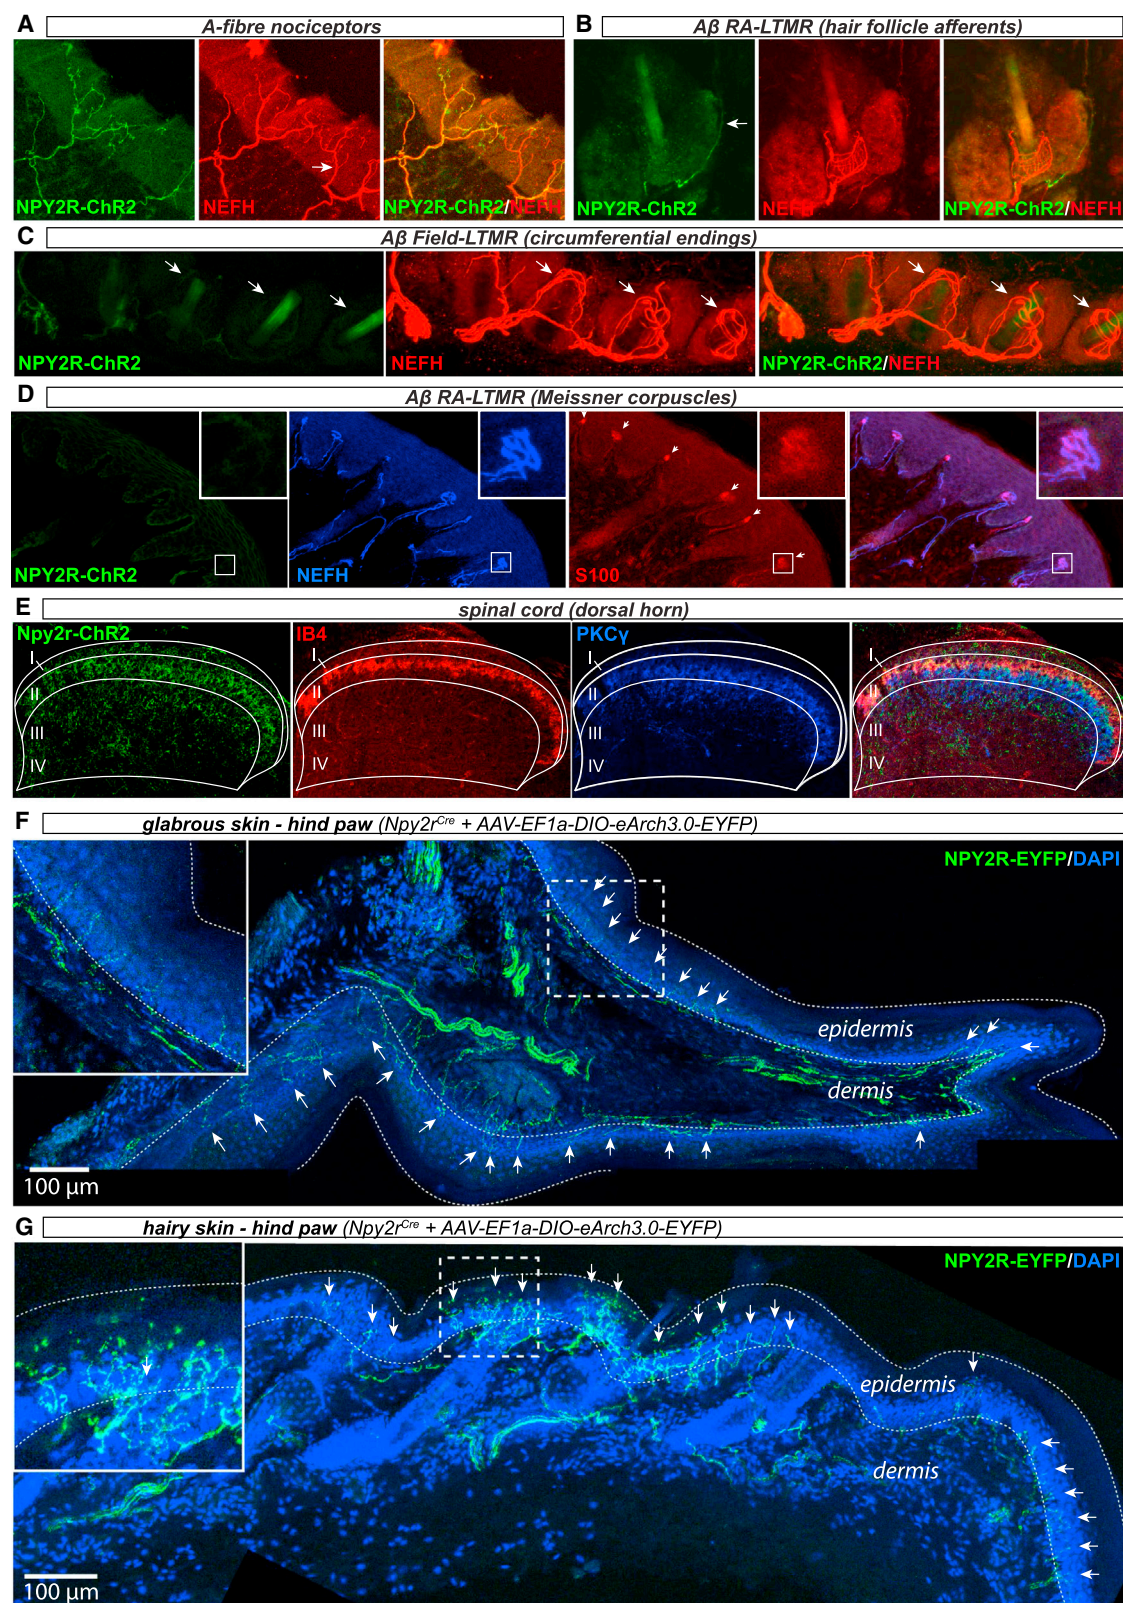 A A-fibre nociceptors
NPY2R-ChR2
NEFH
NPY2R-ChR2/NEFH
B Aβ RA-LTMR (hair follicle afferents)
NPY2R-ChR2
NEFH
NPY2R-ChR2/NEFH
C Aβ Field-LTMR (circumferential endings)
NPY2R-ChR2
NEFH
NPY2R-ChR2/NEFH
D Aβ RA-LTMR (Meissner corpuscles)
NPY2R-ChR2
NEFH
S100
E spinal cord (dorsal horn)
Npy2r-ChR2
I
II
III
IV
IB4
I
II
III
IV
PKCγ
I
II
III
IV
I
II
III
IV
F glabrous skin - hind paw (Npy2rCre + AAV-EF1a-DIO-eArch3.0-EYFP)
NPY2R-EYFP/DAPI
epidermis
dermis
100 µm
G hairy skin - hind paw (Npy2rCre + AAV-EF1a-DIO-eArch3.0-EYFP)
NPY2R-EYFP/DAPI
epidermis
dermis
100 µm